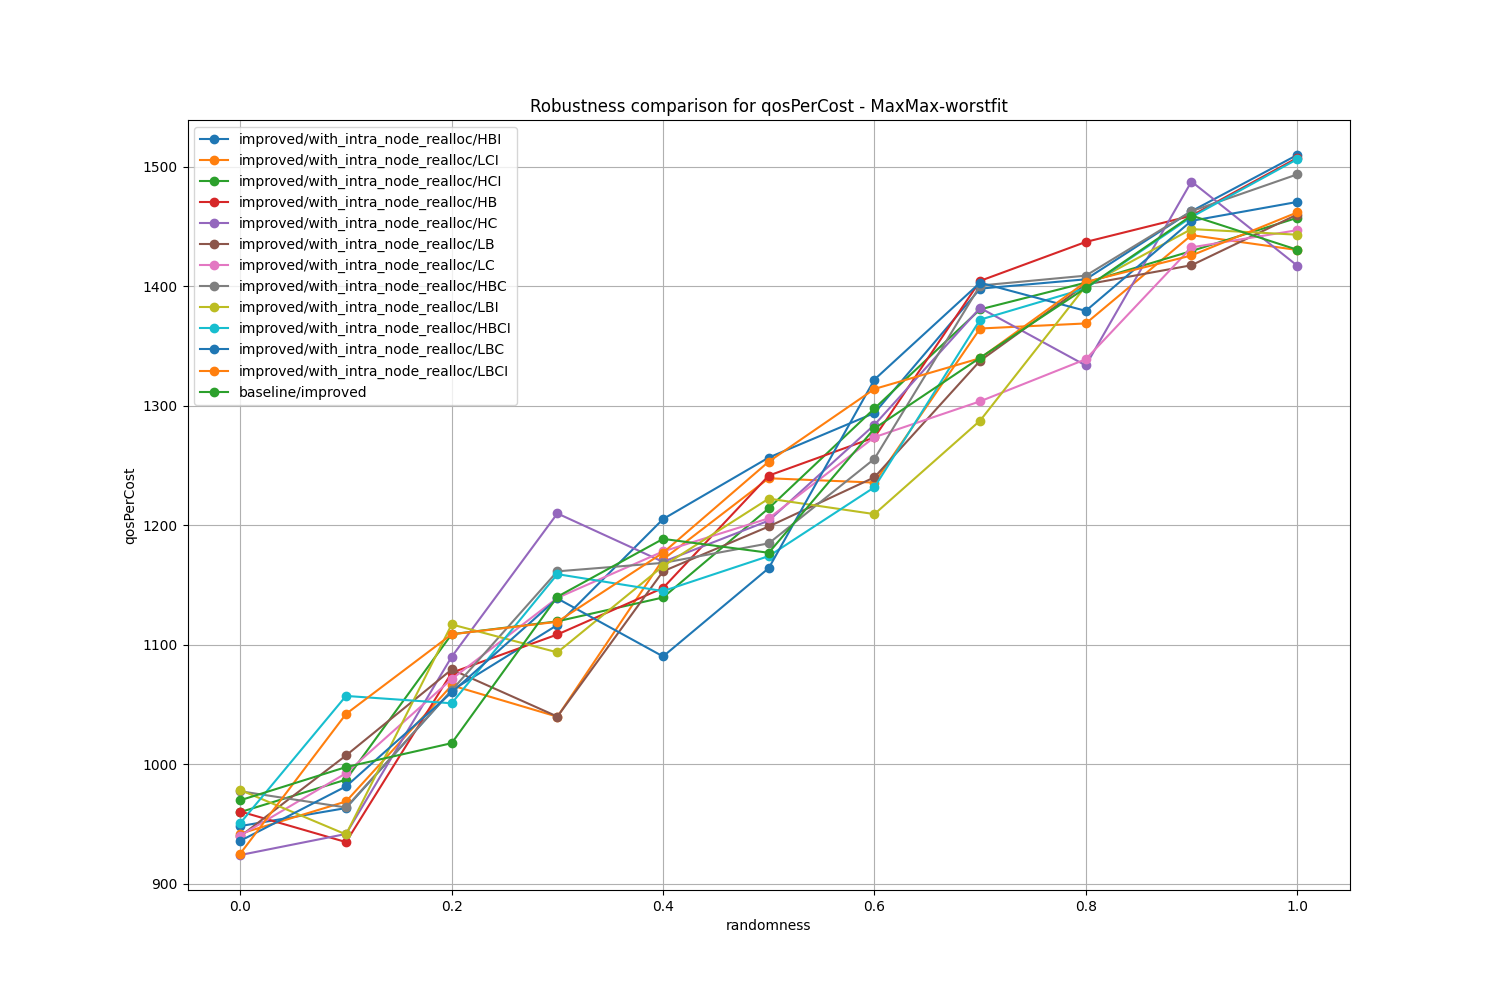 Robustness comparison for qosPerCost - MaxMax-worstfit
improved/with_intra_node_realloc/HBI
improved/with_intra_node_realloc/LCI
improved/with_intra_node_realloc/HCI
improved/with_intra_node_realloc/HB
improved/with_intra_node_realloc/HC
improved/with_intra_node_realloc/LB
improved/with_intra_node_realloc/LC
improved/with_intra_node_realloc/HBC
improved/with_intra_node_realloc/LBI
improved/with_intra_node_realloc/HBCI
improved/with_intra_node_realloc/LBC
improved/with_intra_node_realloc/LBCI
baseline/improved
1500
1400
1300
1200
1100
1000
900
qosPerCost
0.0 0.2 0.4 0.6 0.8 1.0
randomness